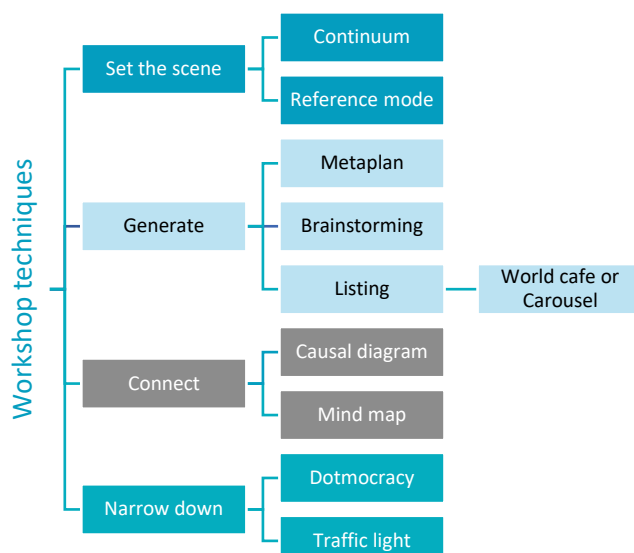 Workshop techniques
Set the scene
Continuum
Reference mode
Generate
Metaplan
Brainstorming
Listing
World cafe or
Carousel
Connect
Causal diagram
Mind map
Narrow down
Dotmocracy
Traffic light